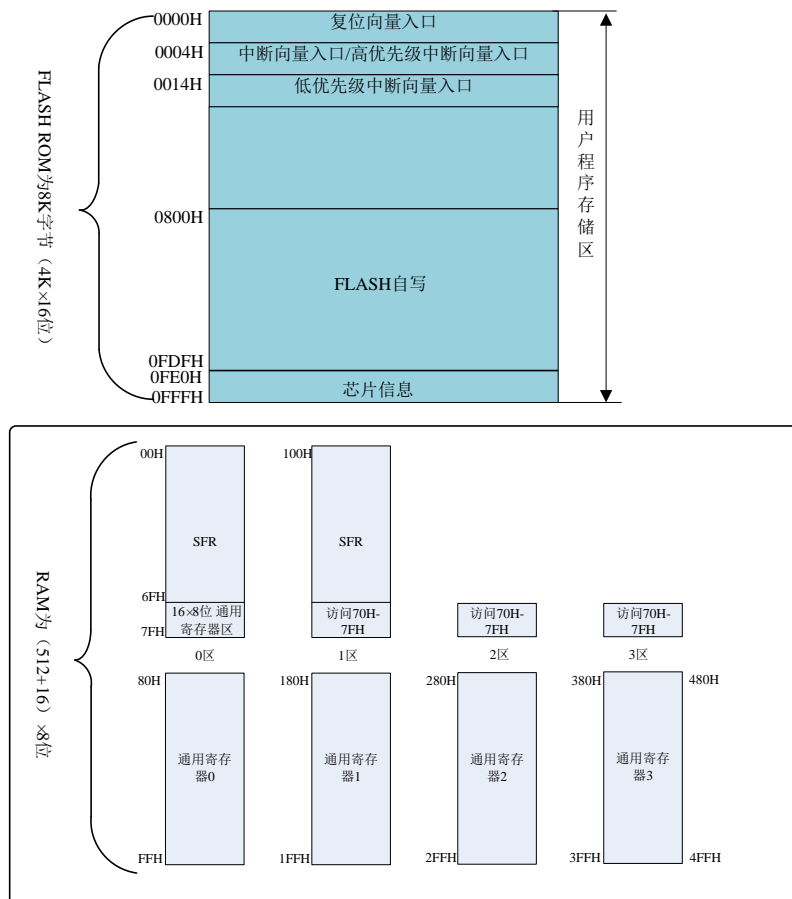 0000H
复位向量入口
0004H
中断向量入口/高优先级中断向量入口
0014H
低优先级中断向量入口
FLASH ROM为8K字节（4K×16位）
用户程序存储区
0800H
FLASH自写
0FDFH
0FE0H
芯片信息
0FFFH
RAM为（512+16）×8位
00H
100H
SFR
SFR
6FH
16×8位 通用
寄存器区
7FH
访问70H-
7FH
访问70H-
7FH
访问70H-
7FH
0区
1区
2区
3区
80H
180H
280H
380H
480H
通用寄存
器0
通用寄存
器1
通用寄存
器2
通用寄存
器3
FFH
1FFH
2FFH
3FFH
4FFH